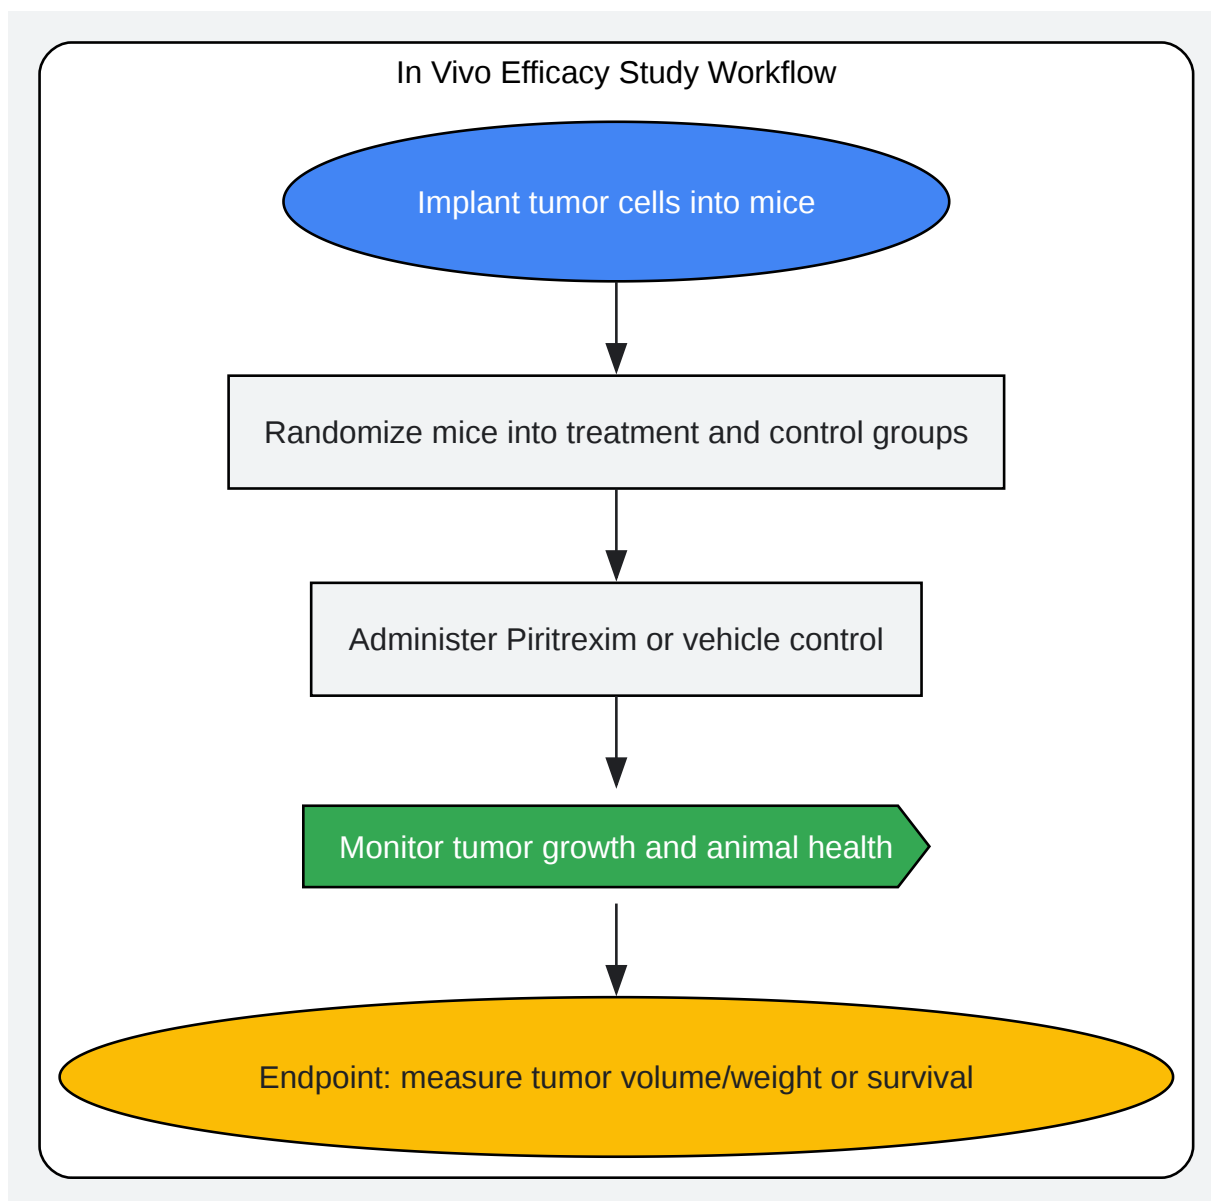 In Vivo Efficacy Study Workflow
Implant tumor cells into mice
Randomize mice into treatment and control groups
Administer Piritrexim or vehicle control
Monitor tumor growth and animal health
Endpoint: measure tumor volume/weight or survival